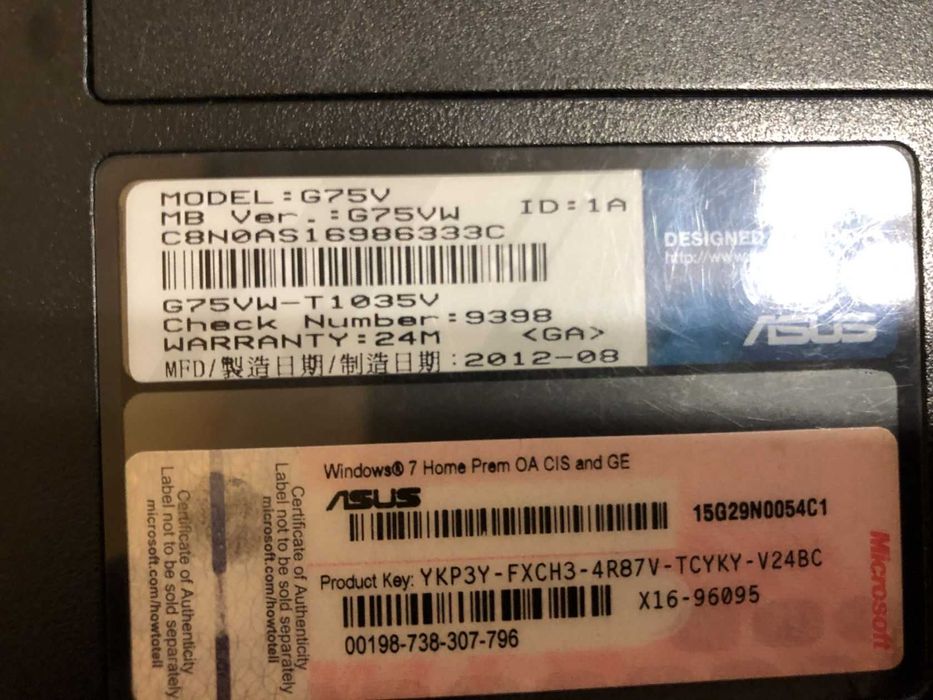 MODEL:G75V
MB Ver.:G75VW ID:1A
C8N0AS16986333C
G75VW-T1035V
Check Number:9398
WARRANTY:24M <GA>
MFD/製造日期/制造日期:2012-08
DESIGNED
http://www
ASUS
Windows® 7 Home Prem OA CIS and GE
ASUS
15G29N0054C1
Product Key: YKP3Y-FXCH3-4R87V-TCYKY-V24BC
X16-96095
00198-738-307-796
Certificate of Authenticity
Label not to be sold separately
microsoft.com/howtotell
Certificate of Authenticity
Label not to be sold separately
microsoft.com/howtotell
Microsoft